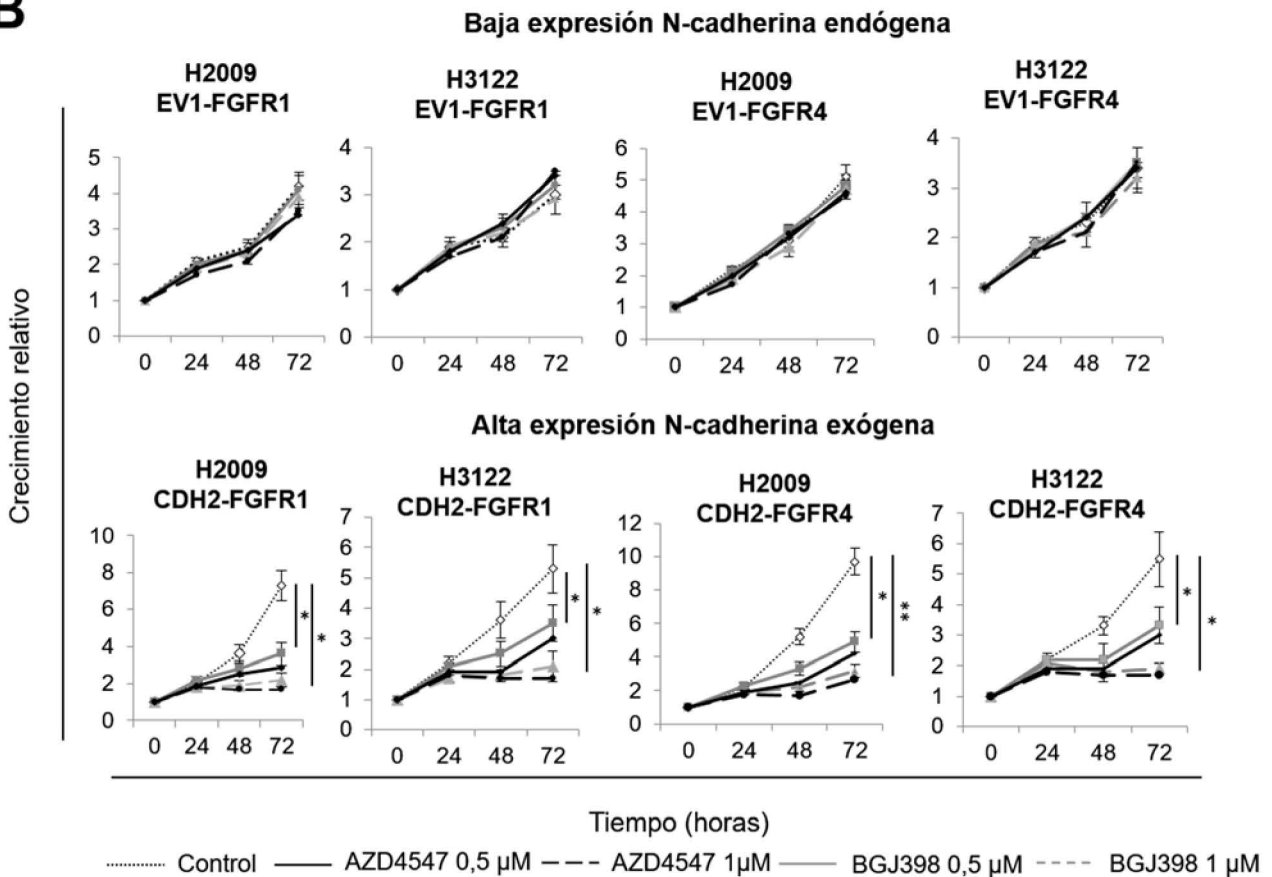 B
Baja expresión N-cadherina endógena
H2009
EV1-FGFR1
H3122
EV1-FGFR1
H2009
EV1-FGFR4
H3122
EV1-FGFR4
5
4
3
2
1
0
0 24 48 72
4
3
2
1
0
0 24 48 72
6
5
4
3
2
1
0
0 24 48 72
4
3
2
1
0
0 24 48 72
Crecimiento relativo
Alta expresión N-cadherina exógena
H2009
CDH2-FGFR1
H3122
CDH2-FGFR1
H2009
CDH2-FGFR4
H3122
CDH2-FGFR4
10
8
6
4
2
0
0 24 48 72
*
*
7
6
5
4
3
2
1
0
0 24 48 72
*
*
12
10
8
6
4
2
0
0 24 48 72
*
**
7
6
5
4
3
2
1
0
0 24 48 72
*
*
Tiempo (horas)
Control AZD4547 0,5 µM AZD4547 1µM BGJ398 0,5 µM BGJ398 1 µM